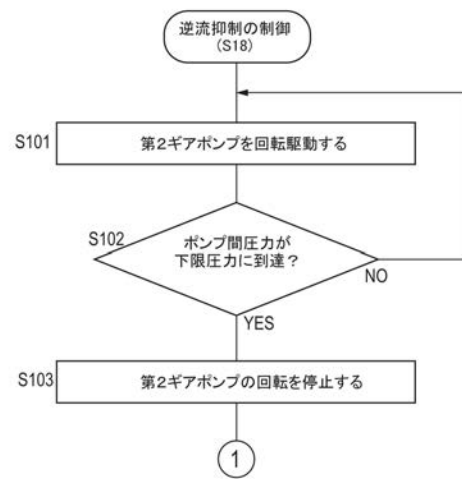 逆流抑制の制御
(S18)
S101
第2ギアポンプを回転駆動する
S102
ポンプ間圧力が
下限圧力に到達?
NO
YES
S103
第2ギアポンプの回転を停止する
1